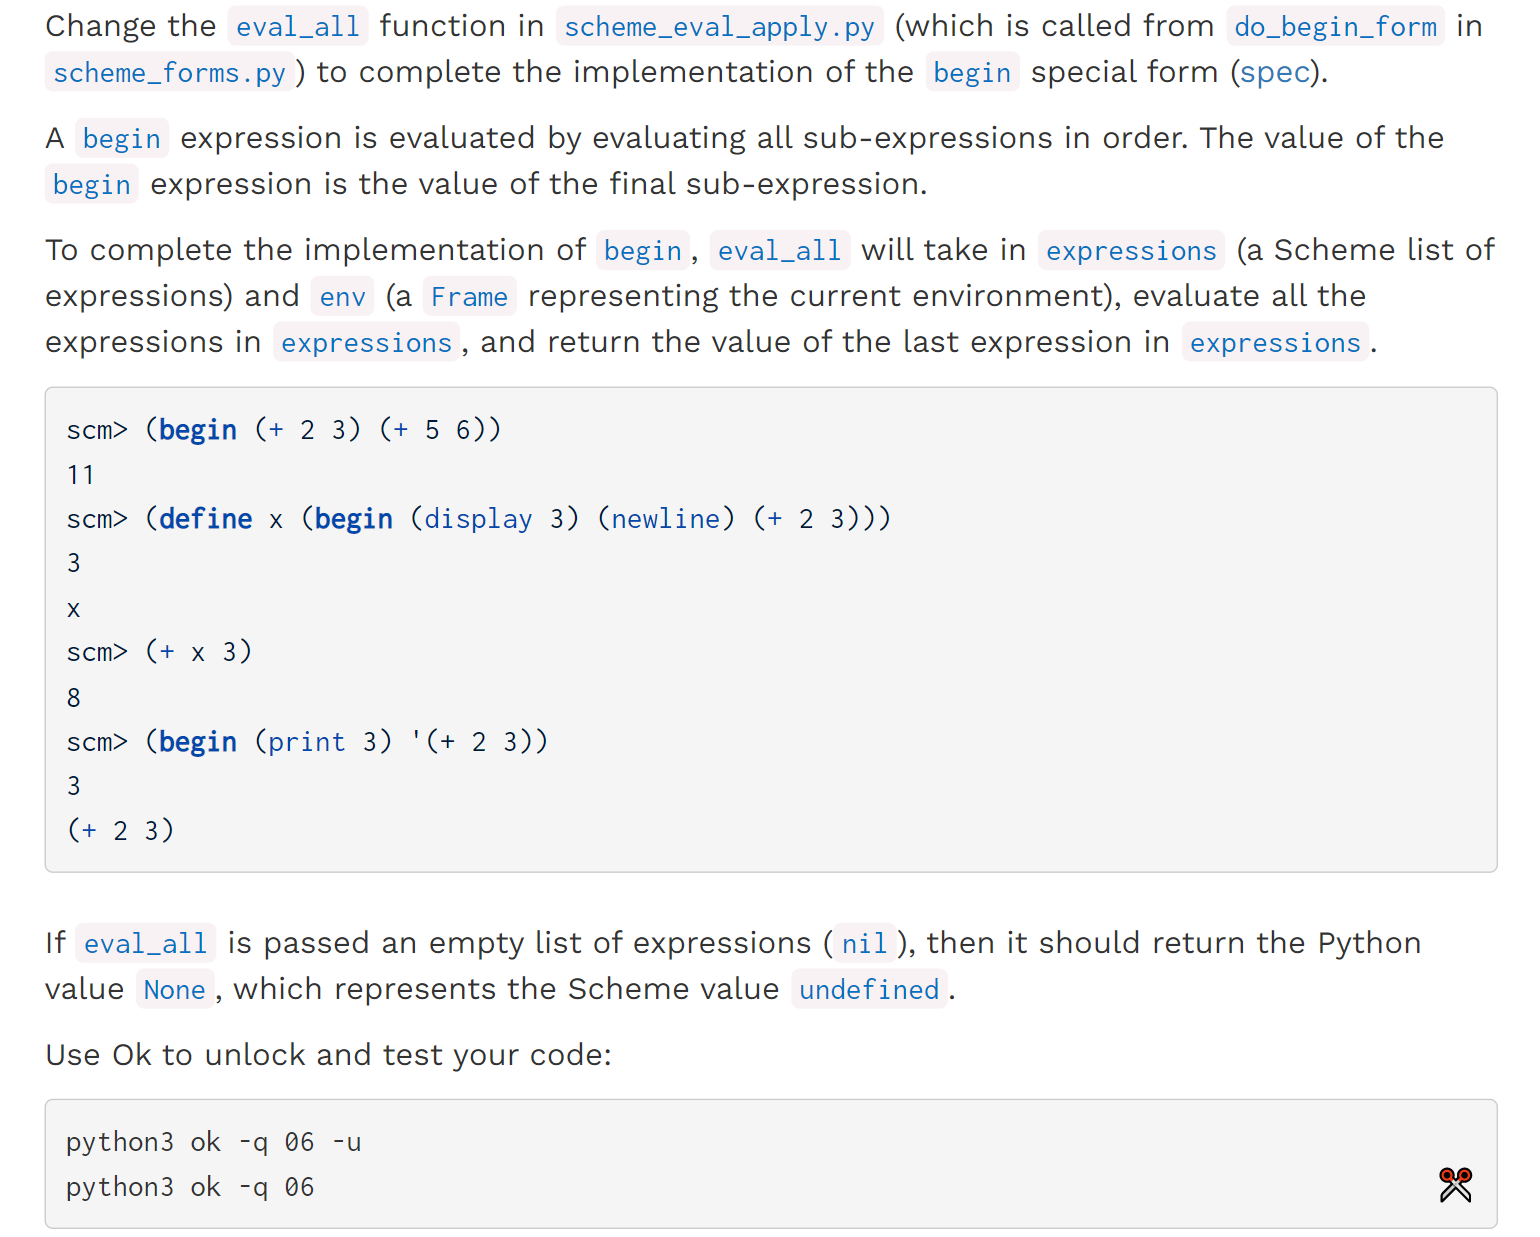 Change the eval_all function in scheme_eval_apply.py (which is called from do_begin_form in
scheme_forms.py) to complete the implementation of the begin special form (spec).
A begin expression is evaluated by evaluating all sub-expressions in order. The value of the
begin expression is the value of the final sub-expression.
To complete the implementation of begin, eval_all will take in expressions (a Scheme list of
expressions) and env (a Frame representing the current environment), evaluate all the
expressions in expressions, and return the value of the last expression in expressions.
scm> (begin (+ 2 3) (+ 5 6))
11
scm> (define x (begin (display 3) (newline) (+ 2 3)))
3
x
scm> (+ x 3)
8
scm> (begin (print 3) '(+ 2 3))
3
(+ 2 3)
If eval_all is passed an empty list of expressions (nil), then it should return the Python
value None, which represents the Scheme value undefined.
Use Ok to unlock and test your code:
python3 ok -q 06 -u
python3 ok -q 06